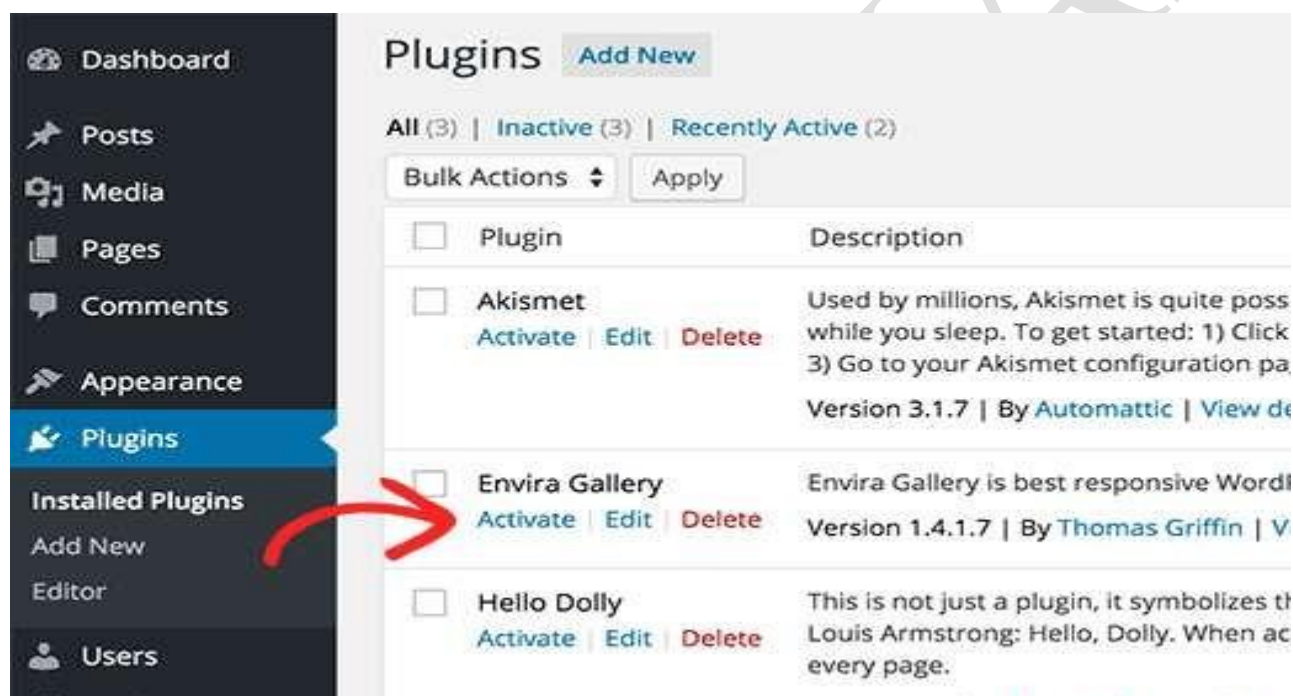 Dashboard
Posts
Media
Pages
Comments
Appearance
Plugins
Installed Plugins
Add New
Editor
Users
Plugins Add New
All (3) | Inactive (3) | Recently Active (2)
Bulk Actions Apply
Plugin Description
Akismet
Activate | Edit | Delete
Used by millions, Akismet is quite poss
while you sleep. To get started: 1) Click
3) Go to your Akismet configuration pa
Version 3.1.7 | By Automattic | View de
Envira Gallery
Activate | Edit | Delete
Envira Gallery is best responsive Word
Version 1.4.1.7 | By Thomas Griffin | V
Hello Dolly
Activate | Edit | Delete
This is not just a plugin, it symbolizes th
Louis Armstrong: Hello, Dolly. When ac
every page.